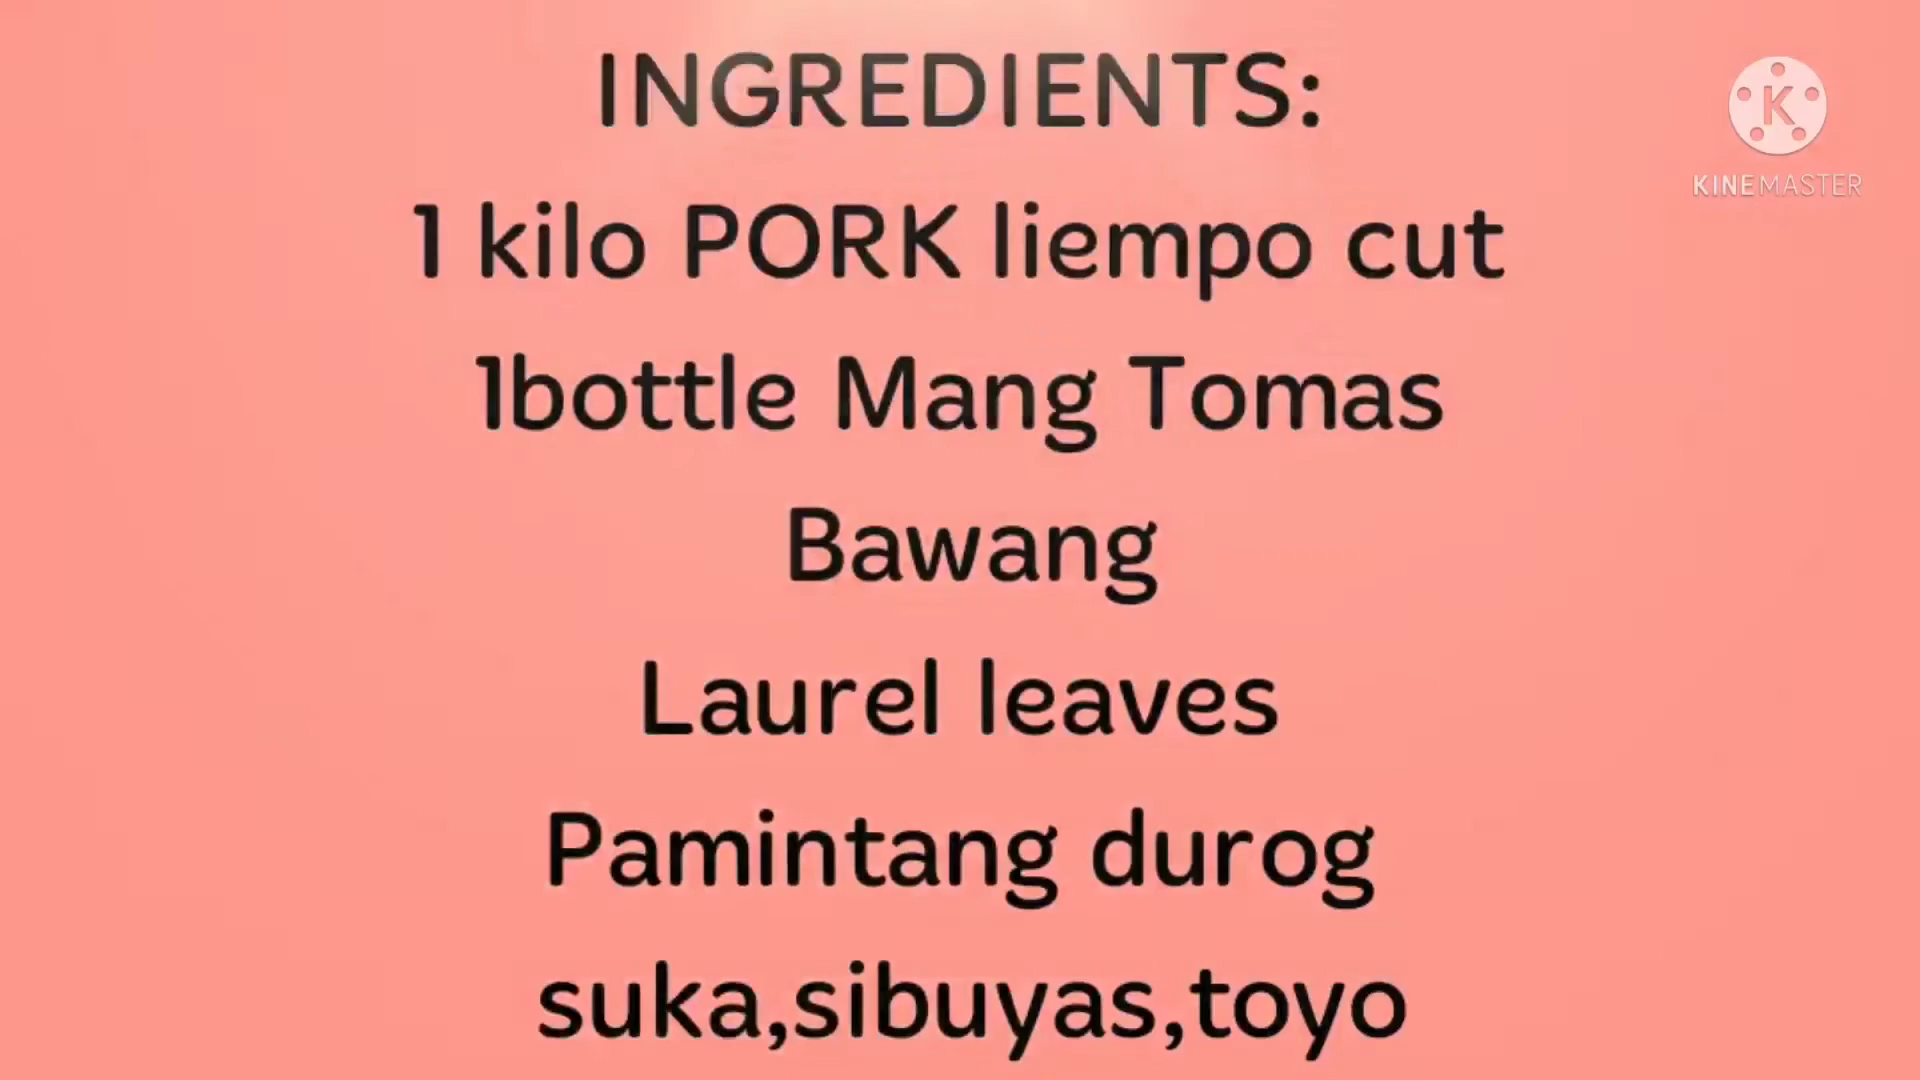 INGREDIENTS:
1 kilo PORK liempo cut
1bottle Mang Tomas
Bawang
Laurel leaves
Pamintang durog
suka,sibuyas,toyo
K
KINEMASTER